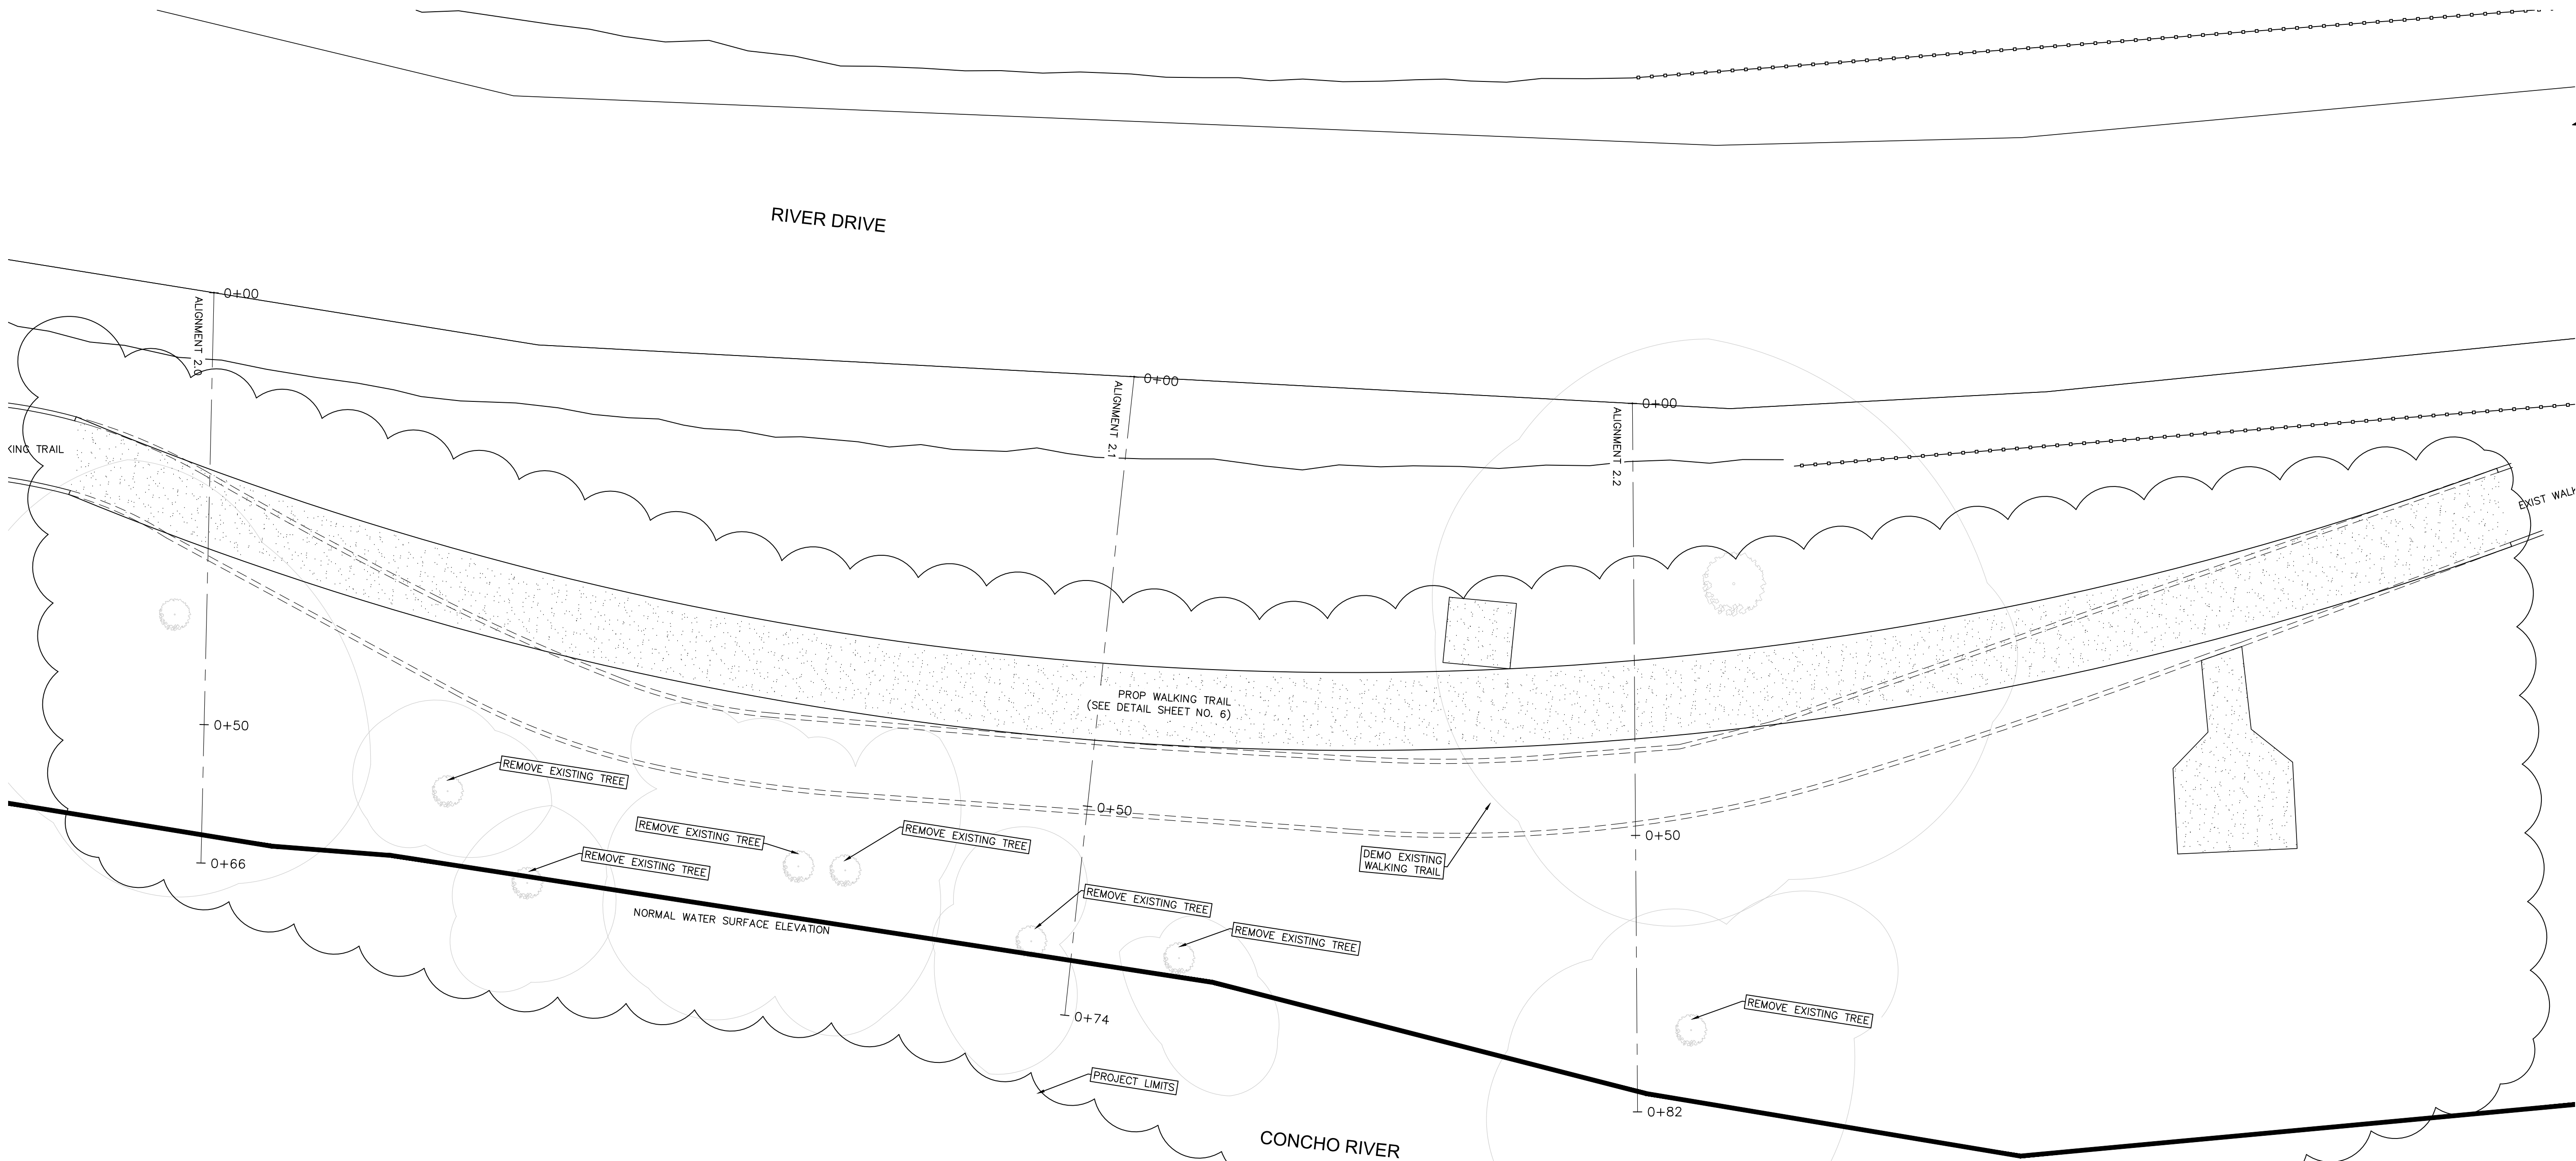 RIVER DRIVE
0+00
ALIGNMENT 2.0
0+00
ALIGNMENT 2.1
0+00
ALIGNMENT 2.2
KING TRAIL
EXIST WALK
PROP WALKING TRAIL
(SEE DETAIL SHEET NO. 6)
0+50
REMOVE EXISTING TREE
0+50
REMOVE EXISTING TREE
REMOVE EXISTING TREE
0+50
REMOVE EXISTING TREE
DEMO EXISTING
WALKING TRAIL
0+66
REMOVE EXISTING TREE
NORMAL WATER SURFACE ELEVATION
REMOVE EXISTING TREE
0+74
REMOVE EXISTING TREE
PROJECT LIMITS
0+82
CONCHO RIVER